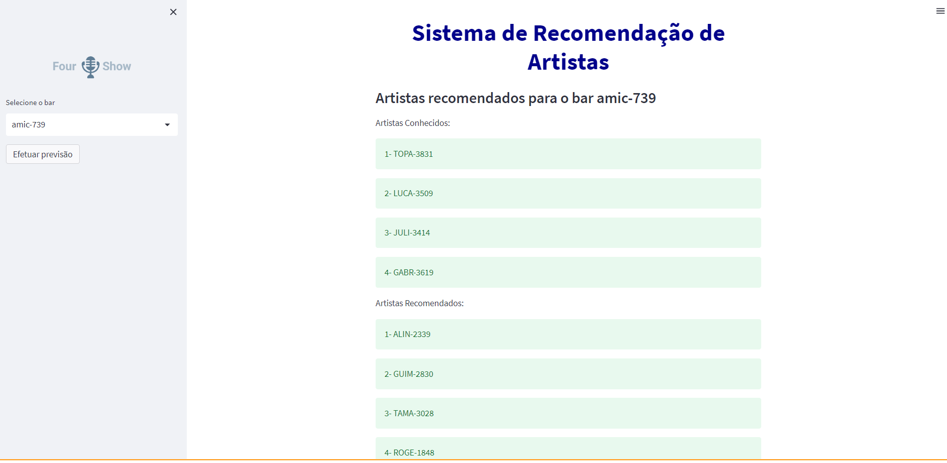 Four Show
Selecione o bar
amic-739
Efetuar previsão
Sistema de Recomendação de
Artistas
Artistas recomendados para o bar amic-739
Artistas Conhecidos:
1- TOPA-3831
2- LUCA-3509
3- JULI-3414
4- GABR-3619
Artistas Recomendados:
1- ALIN-2339
2- GUIM-2830
3- TAMA-3028
4- ROGE-1848